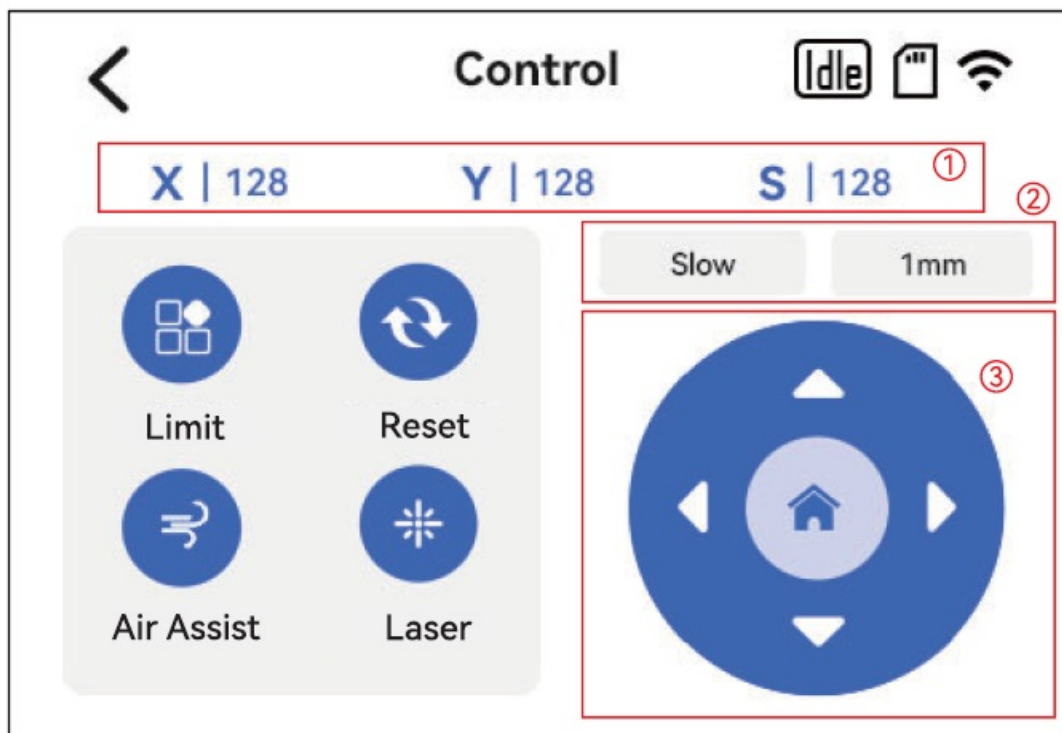 Control
Idle
X | 128 Y | 128 S | 128 ①
②
Slow 1mm
③
Limit Reset
Air Assist Laser